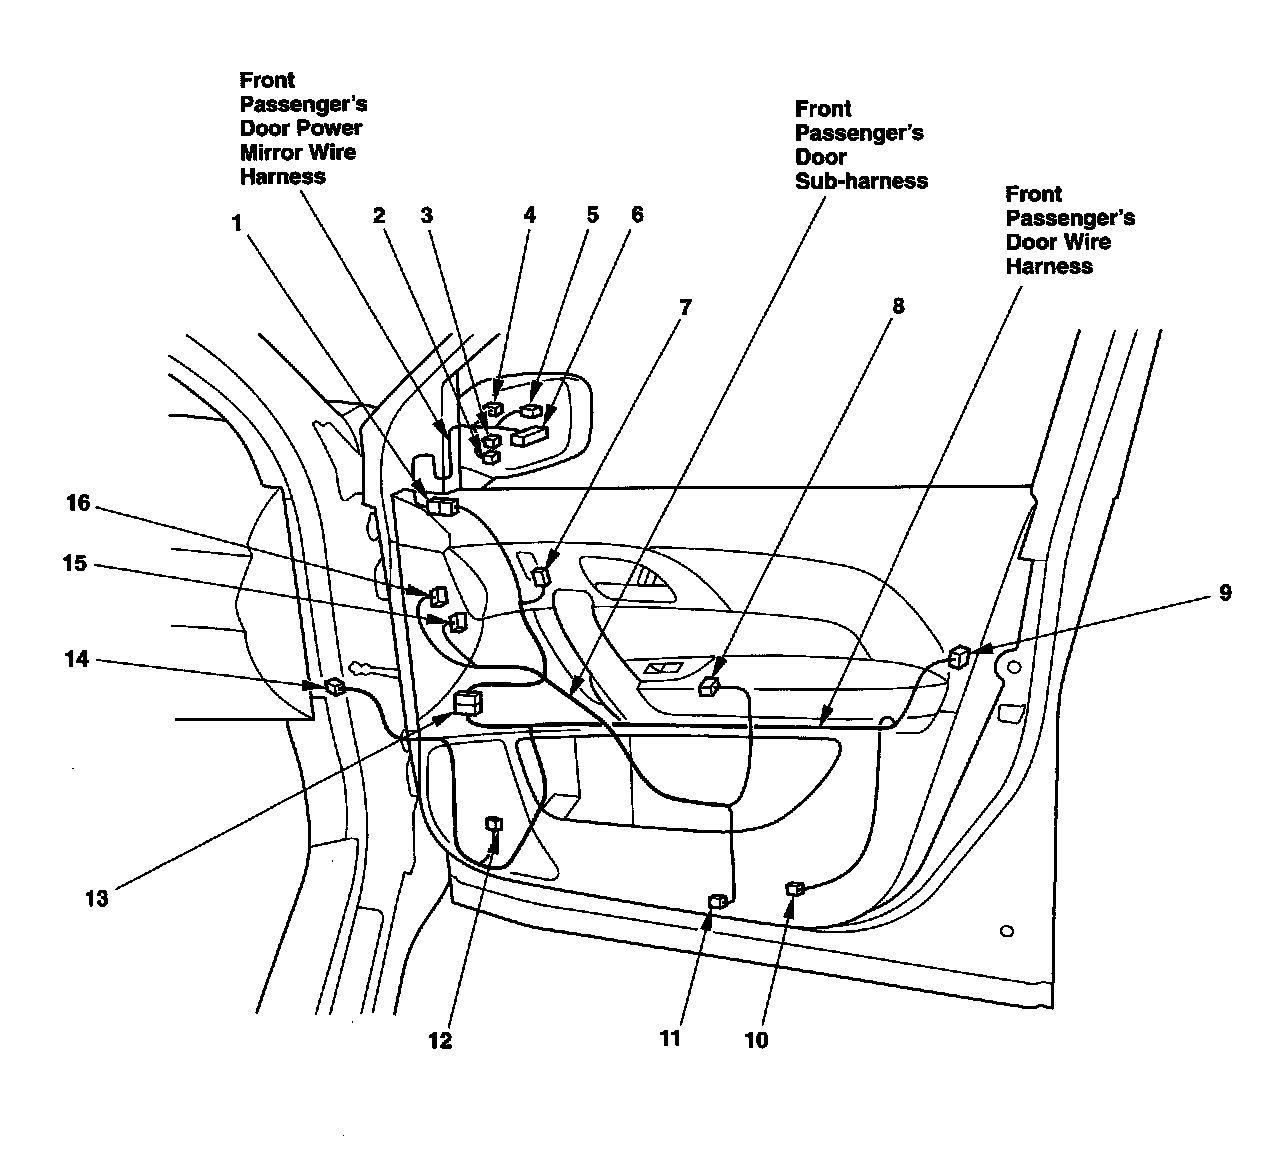 Front
Passenger's
Door Power
Mirror Wire
Harness
Front
Passenger's
Door
Sub-harness
Front
Passenger's
Door Wire
Harness
1
2
3
4
5
6
7
8
9
10
11
12
13
14
15
16